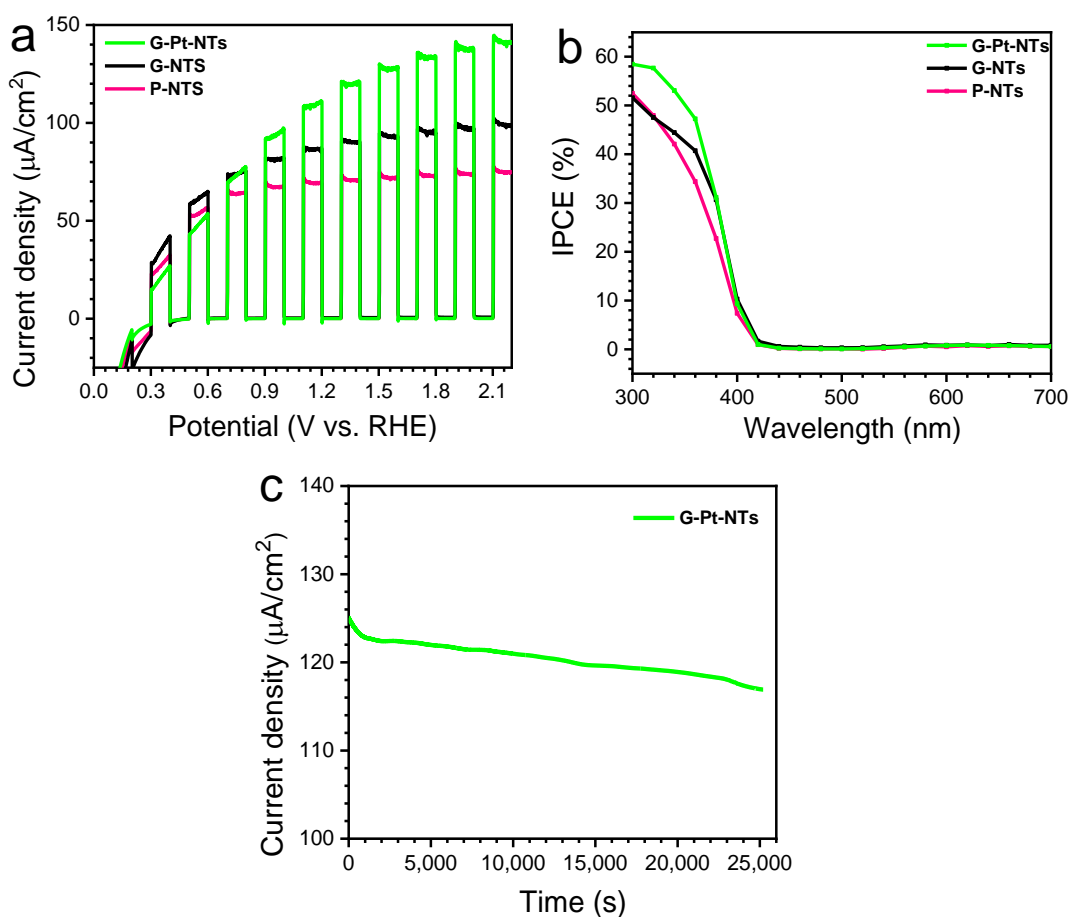 a
G-Pt-NTs
G-NTS
P-NTS
Current density (μA/cm²)
150
100
50
0
0.0 0.3 0.6 0.9 1.2 1.5 1.8 2.1
Potential (V vs. RHE)
b
G-Pt-NTs
G-NTs
P-NTs
IPCE (%)
60
50
40
30
20
10
0
300 400 500 600 700
Wavelength (nm)
c
G-Pt-NTs
Current density (μA/cm²)
140
130
120
110
100
0 5,000 10,000 15,000 20,000 25,000
Time (s)